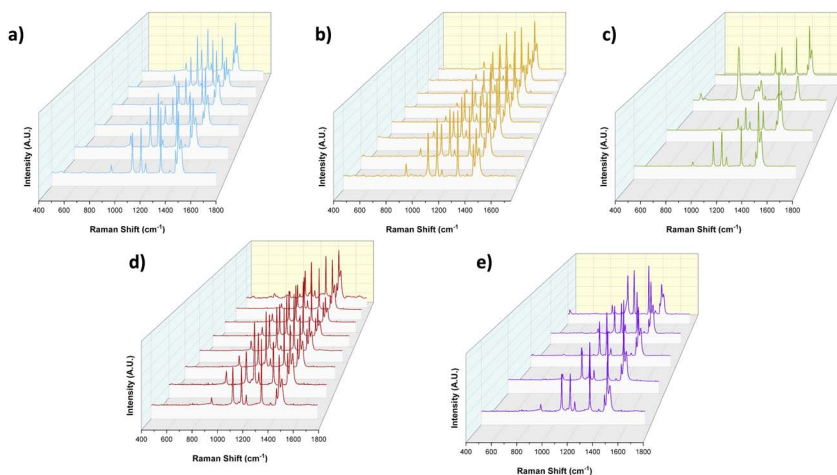 a)
Intensity (A.U.)
400 600 800 1000 1200 1400 1600 1800
Raman Shift (cm⁻¹)
b)
Intensity (A.U.)
400 600 800 1000 1200 1400 1600
Raman Shift (cm⁻¹)
c)
Intensity (A.U.)
400 600 800 1000 1200 1400 1600 1800
Raman Shift (cm⁻¹)
d)
Intensity (A.U.)
400 600 800 1000 1200 1400 1600 1800
Raman Shift (cm⁻¹)
e)
Intensity (A.U.)
400 600 800 1000 1200 1400 1600 1800
Raman Shift (cm⁻¹)